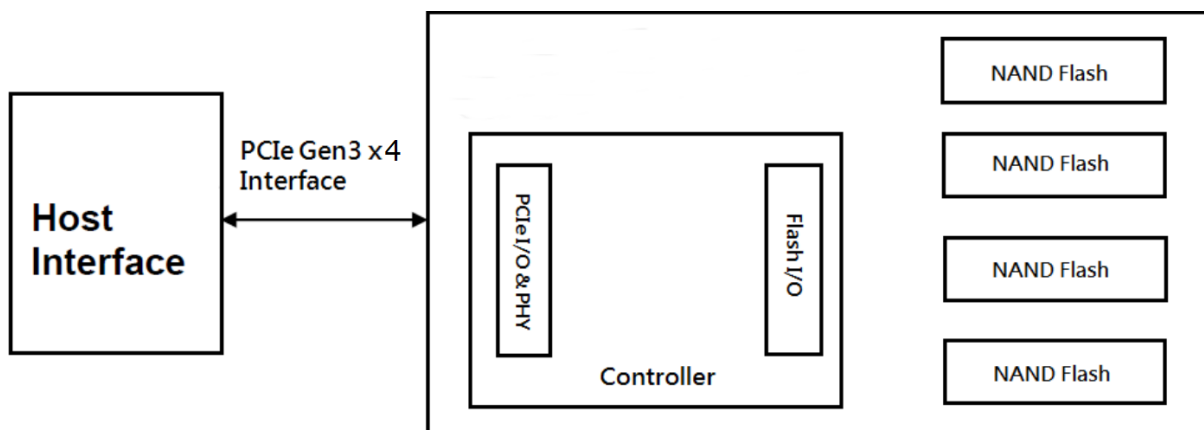 Host
Interface
PCIe Gen3 x4
Interface
PCIe I/O & PHY
Flash I/O
Controller
NAND Flash
NAND Flash
NAND Flash
NAND Flash